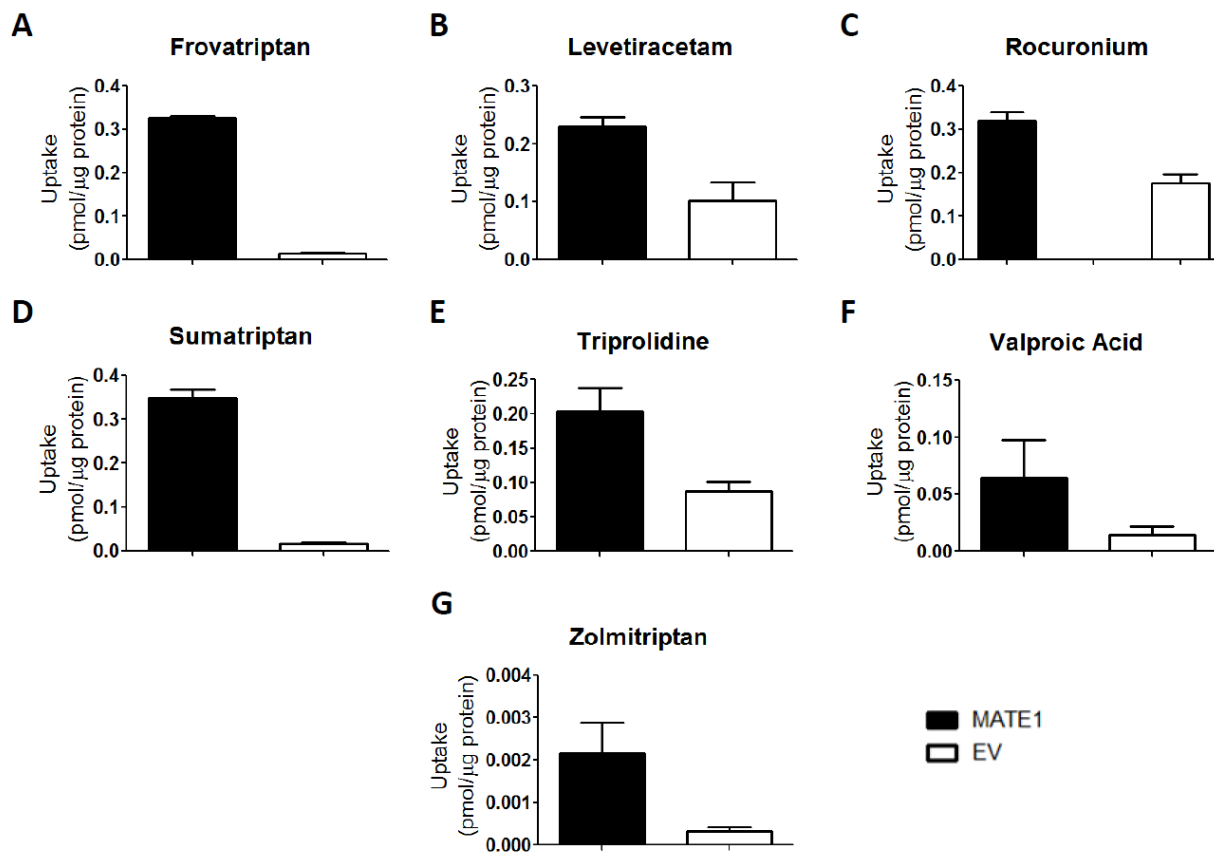 A
Frovatriptan
Uptake
(pmol/μg protein)
0.4
0.3
0.2
0.1
0.0
B
Levetiracetam
Uptake
(pmol/μg protein)
0.3
0.2
0.1
0.0
C
Rocuronium
Uptake
(pmol/μg protein)
0.4
0.3
0.2
0.1
0.0
D
Sumatriptan
Uptake
(pmol/μg protein)
0.4
0.3
0.2
0.1
0.0
E
Triprolidine
Uptake
(pmol/μg protein)
0.25
0.20
0.15
0.10
0.05
0.00
F
Valproic Acid
Uptake
(pmol/μg protein)
0.15
0.10
0.05
0.00
G
Zolmitriptan
Uptake
(pmol/μg protein)
0.004
0.003
0.002
0.001
0.000
MATE1
EV